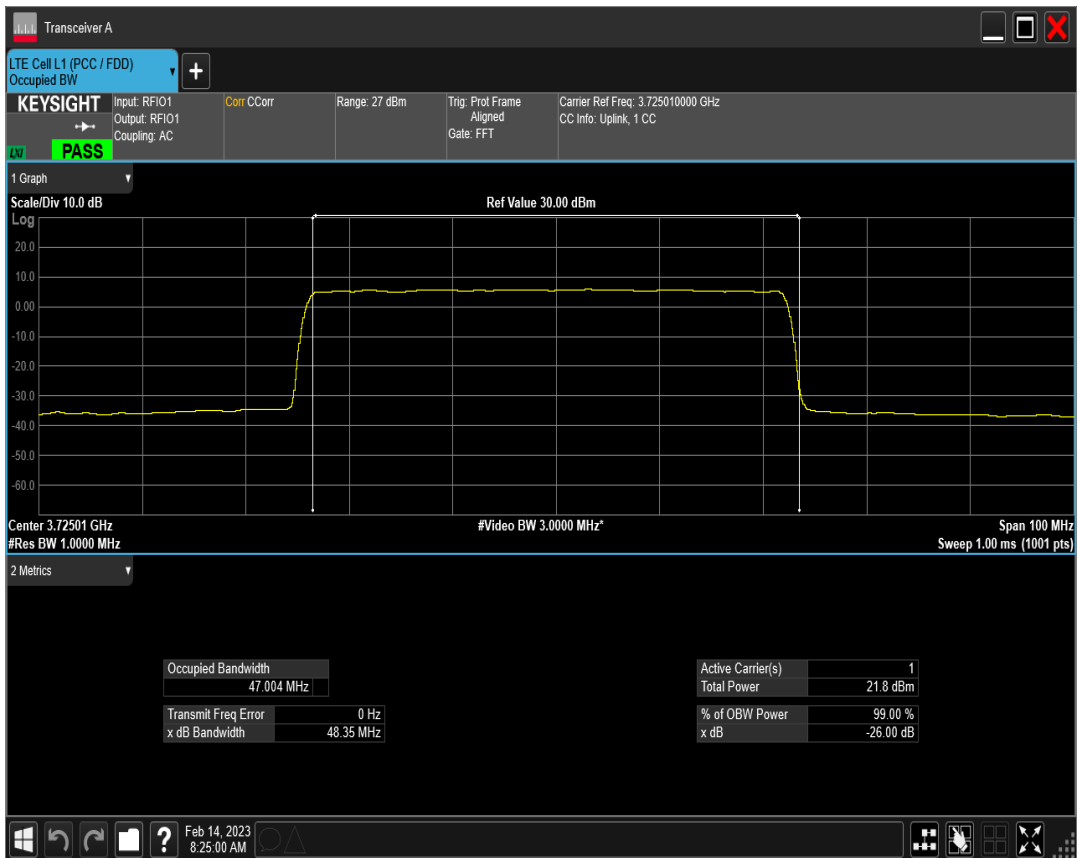 Transceiver A
LTE Cell L1 (PCC / FDD)
Occupied BW
KEYSIGHT
LXI
PASS
Input: RFIO1
Output: RFIO1
Coupling: AC
Corr CCorr
Range: 27 dBm
Trig: Prot Frame
Aligned
Gate: FFT
Carrier Ref Freq: 3.725010000 GHz
CC Info: Uplink, 1 CC
1 Graph
Scale/Div 10.0 dB
Ref Value 30.00 dBm
Log
20.0
10.0
0.00
-10.0
-20.0
-30.0
-40.0
-50.0
-60.0
Center 3.72501 GHz
#Video BW 3.0000 MHz*
Span 100 MHz
#Res BW 1.0000 MHz
Sweep 1.00 ms (1001 pts)
2 Metrics
Occupied Bandwidth
47.004 MHz
Transmit Freq Error 0 Hz
x dB Bandwidth 48.35 MHz
Active Carrier(s) 1
Total Power 21.8 dBm
% of OBW Power 99.00 %
x dB -26.00 dB
Feb 14, 2023
8:25:00 AM